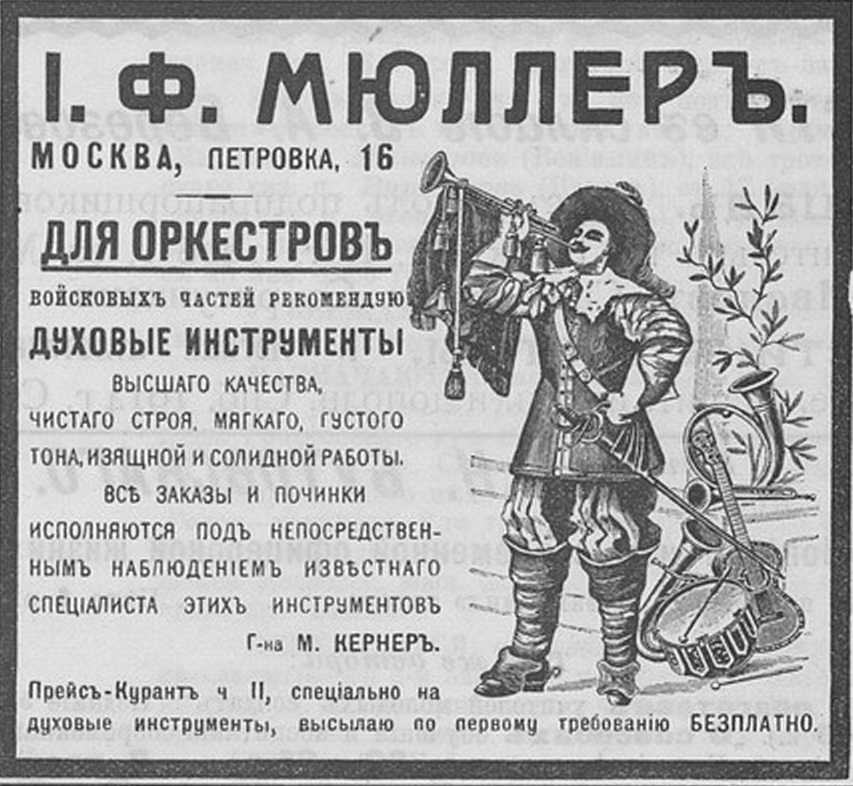 І. Ф. МЮЛЛЕРЪ.
МОСКВА, ПЕТРОВКА, 16
ДЛЯ ОРКЕСТРОВЪ
ВОЙСКОВЫХЪ ЧАСТЕЙ РЕКОМЕНДУЮ
ДУХОВЫЕ ИНСТРУМЕНТЫ
ВЫСШАГО КАЧЕСТВА,
ЧИСТАГО СТРОЯ, МЯГКАГО, ГУСТОГО
ТОНА, ИЗЯЩНОЙ И СОЛИДНОЙ РАБОТЫ.
ВСѢ ЗАКАЗЫ И ПОЧИНКИ
ИСПОЛНЯЮТСЯ ПОДЪ НЕПОСРЕДСТВЕН-
НЫМЪ НАБЛЮДЕНІЕМЪ ИЗВѢСТНАГО
СПЕЦІАЛИСТА ЭТИХЪ ИНСТРУМЕНТОВЪ
Г-на М. КЕРНЕРЪ.
Прейсъ-Курантъ ч II, спеціально на
духовые инструменты, высылаю по первому требованію БЕЗПЛАТНО.